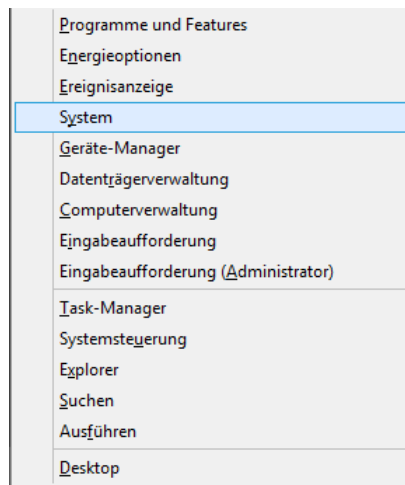 Programme und Features
Energieoptionen
Ereignisanzeige
System
Geräte-Manager
Datenträgerverwaltung
Computerverwaltung
Eingabeaufforderung
Eingabeaufforderung (Administrator)
Task-Manager
Systemsteuerung
Explorer
Suchen
Ausführen
Desktop